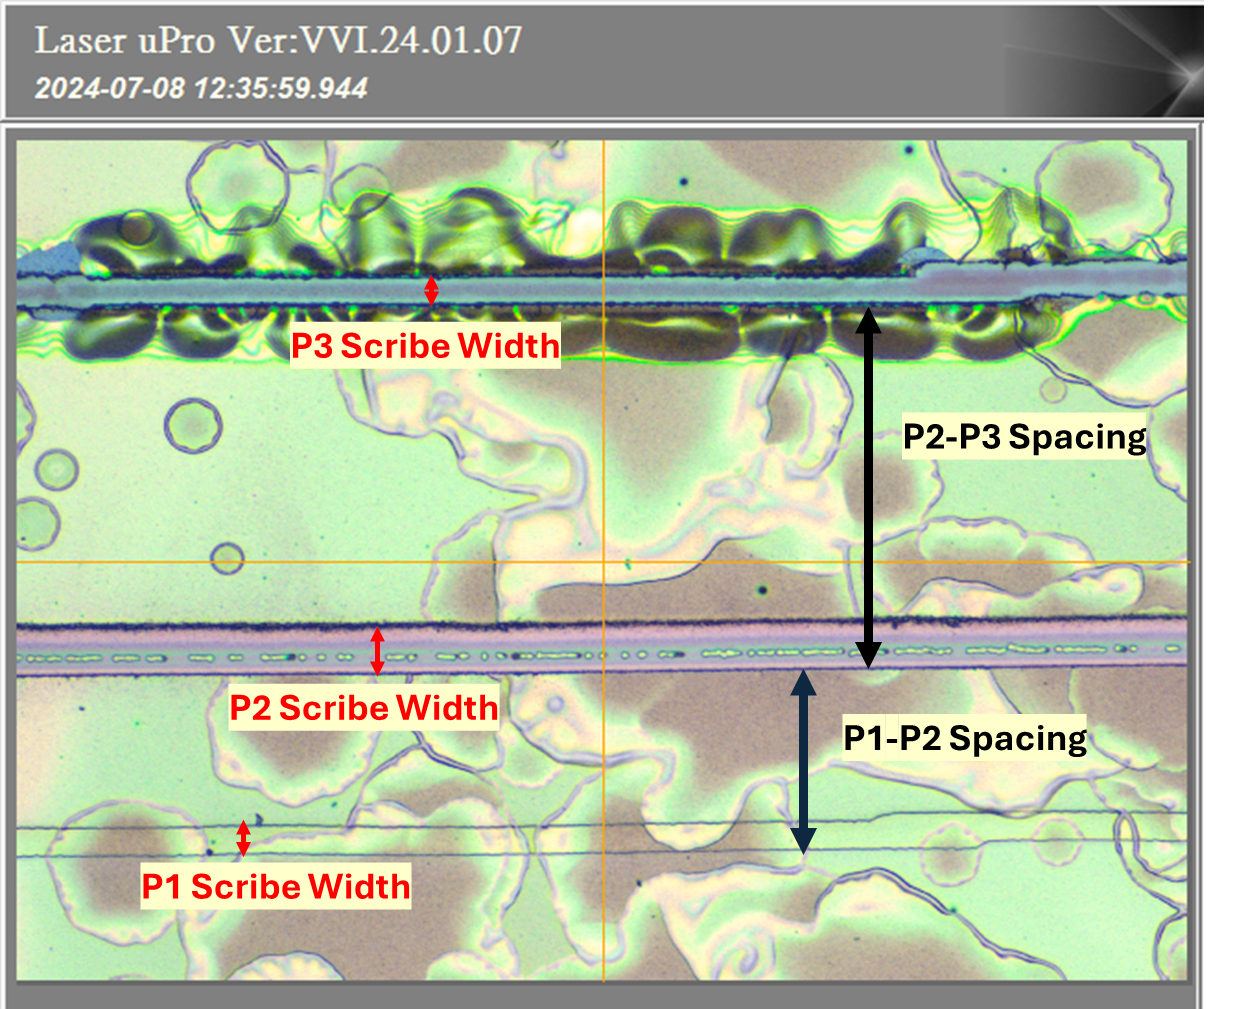 Laser uPro Ver:VVI.24.01.07
2024-07-08 12:35:59.944
P3 Scribe Width
P2-P3 Spacing
P2 Scribe Width
P1-P2 Spacing
P1 Scribe Width